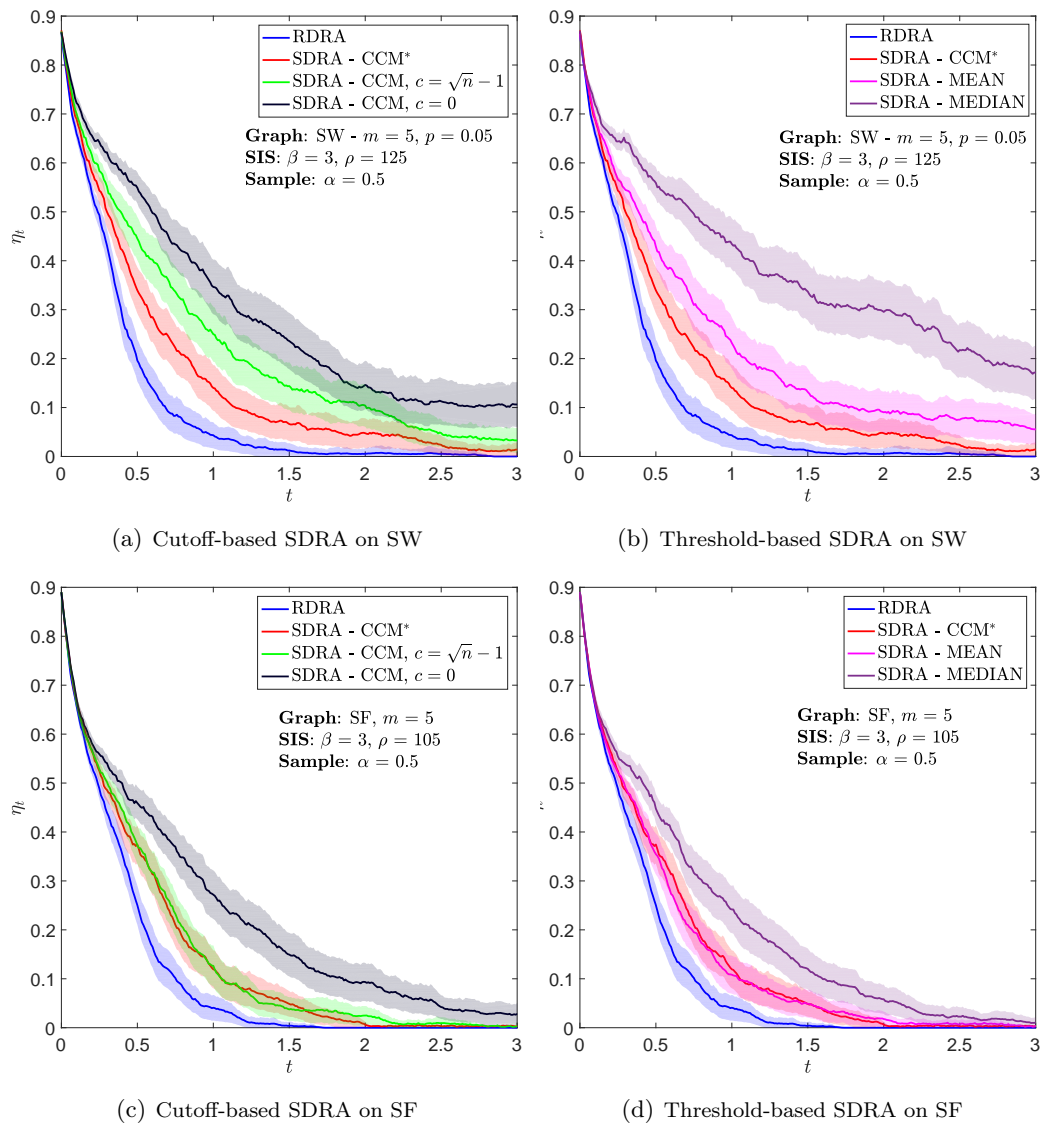 RDRA
SDRA - CCM*
SDRA - CCM, c = √n − 1
SDRA - CCM, c = 0
Graph: SW - m = 5, p = 0.05
SIS: β = 3, ρ = 125
Sample: α = 0.5
0.9
0.8
0.7
0.6
0.5
0.4
0.3
0.2
0.1
0
η_t
0 0.5 1 1.5 2 2.5 3
t
(a) Cutoff-based SDRA on SW
RDRA
SDRA - CCM*
SDRA - MEAN
SDRA - MEDIAN
Graph: SW - m = 5, p = 0.05
SIS: β = 3, ρ = 125
Sample: α = 0.5
0.9
0.8
0.7
0.6
0.5
0.4
0.3
0.2
0.1
0
0 0.5 1 1.5 2 2.5 3
t
(b) Threshold-based SDRA on SW
RDRA
SDRA - CCM*
SDRA - CCM, c = √n − 1
SDRA - CCM, c = 0
Graph: SF, m = 5
SIS: β = 3, ρ = 105
Sample: α = 0.5
0.9
0.8
0.7
0.6
0.5
0.4
0.3
0.2
0.1
0
η_t
0 0.5 1 1.5 2 2.5 3
t
(c) Cutoff-based SDRA on SF
RDRA
SDRA - CCM*
SDRA - MEAN
SDRA - MEDIAN
Graph: SF, m = 5
SIS: β = 3, ρ = 105
Sample: α = 0.5
0.9
0.8
0.7
0.6
0.5
0.4
0.3
0.2
0.1
0
0 0.5 1 1.5 2 2.5 3
t
(d) Threshold-based SDRA on SF